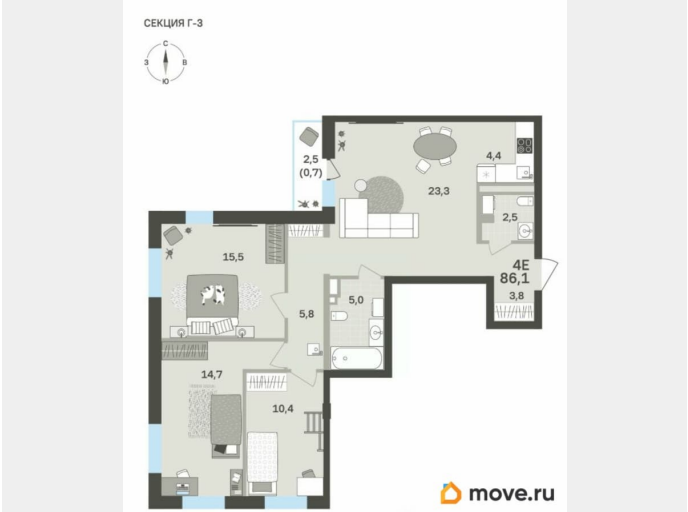 СЕКЦИЯ Г-3
С
З В
Ю
2,5
(0,7)
4,4
23,3
2,5
15,5
4Е
86,1
5,0
3,8
5,8
14,7
10,4
move.ru